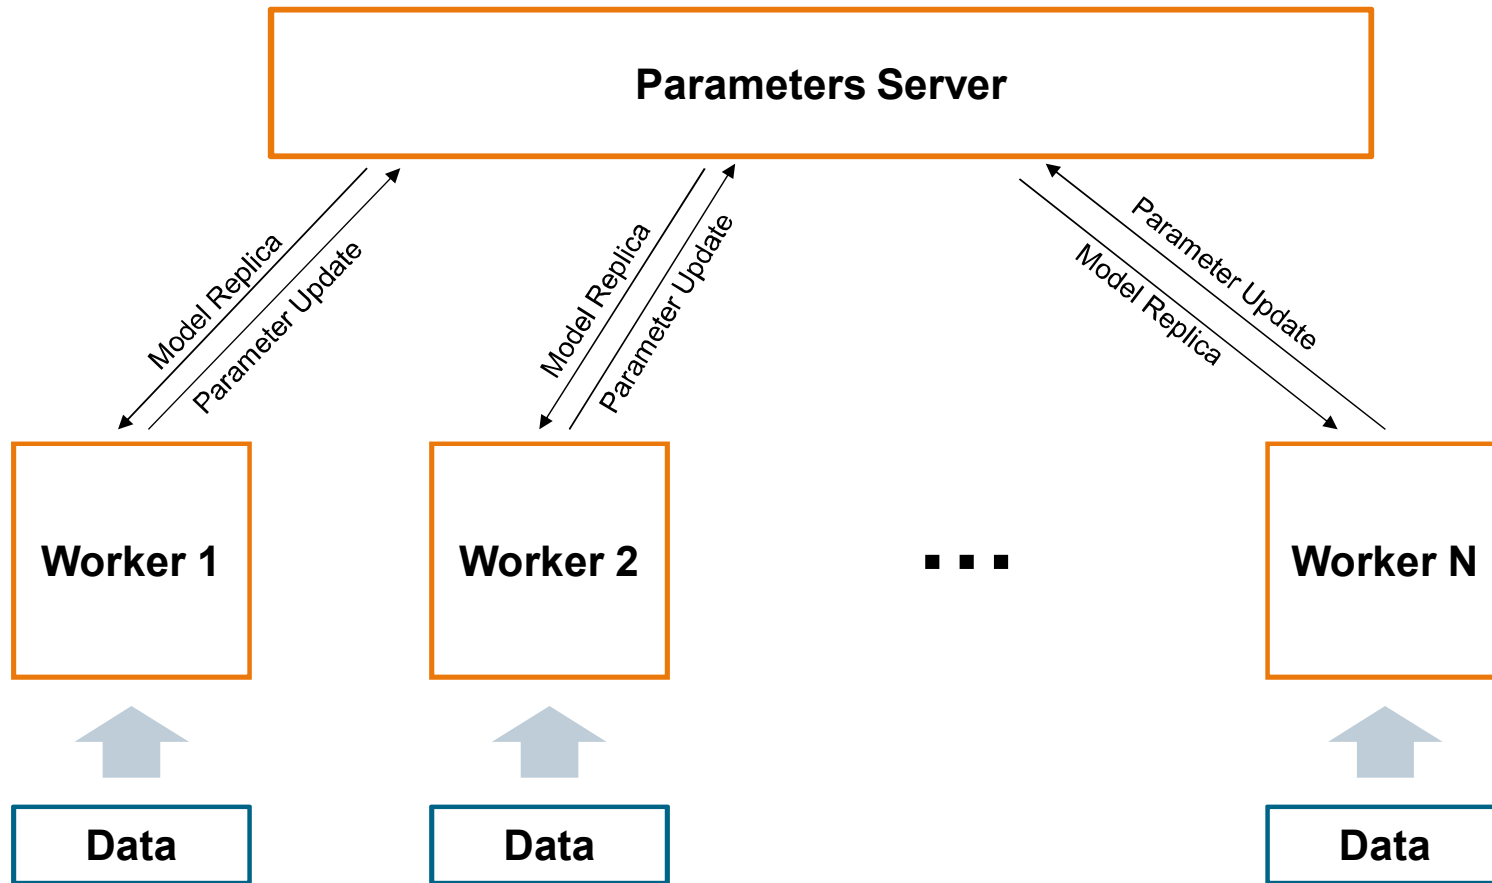 Parameters Server
Model Replica
Parameter Update
Model Replica
Parameter Update
Parameter Update
Model Replica
Worker 1
Worker 2
...
Worker N
Data
Data
Data